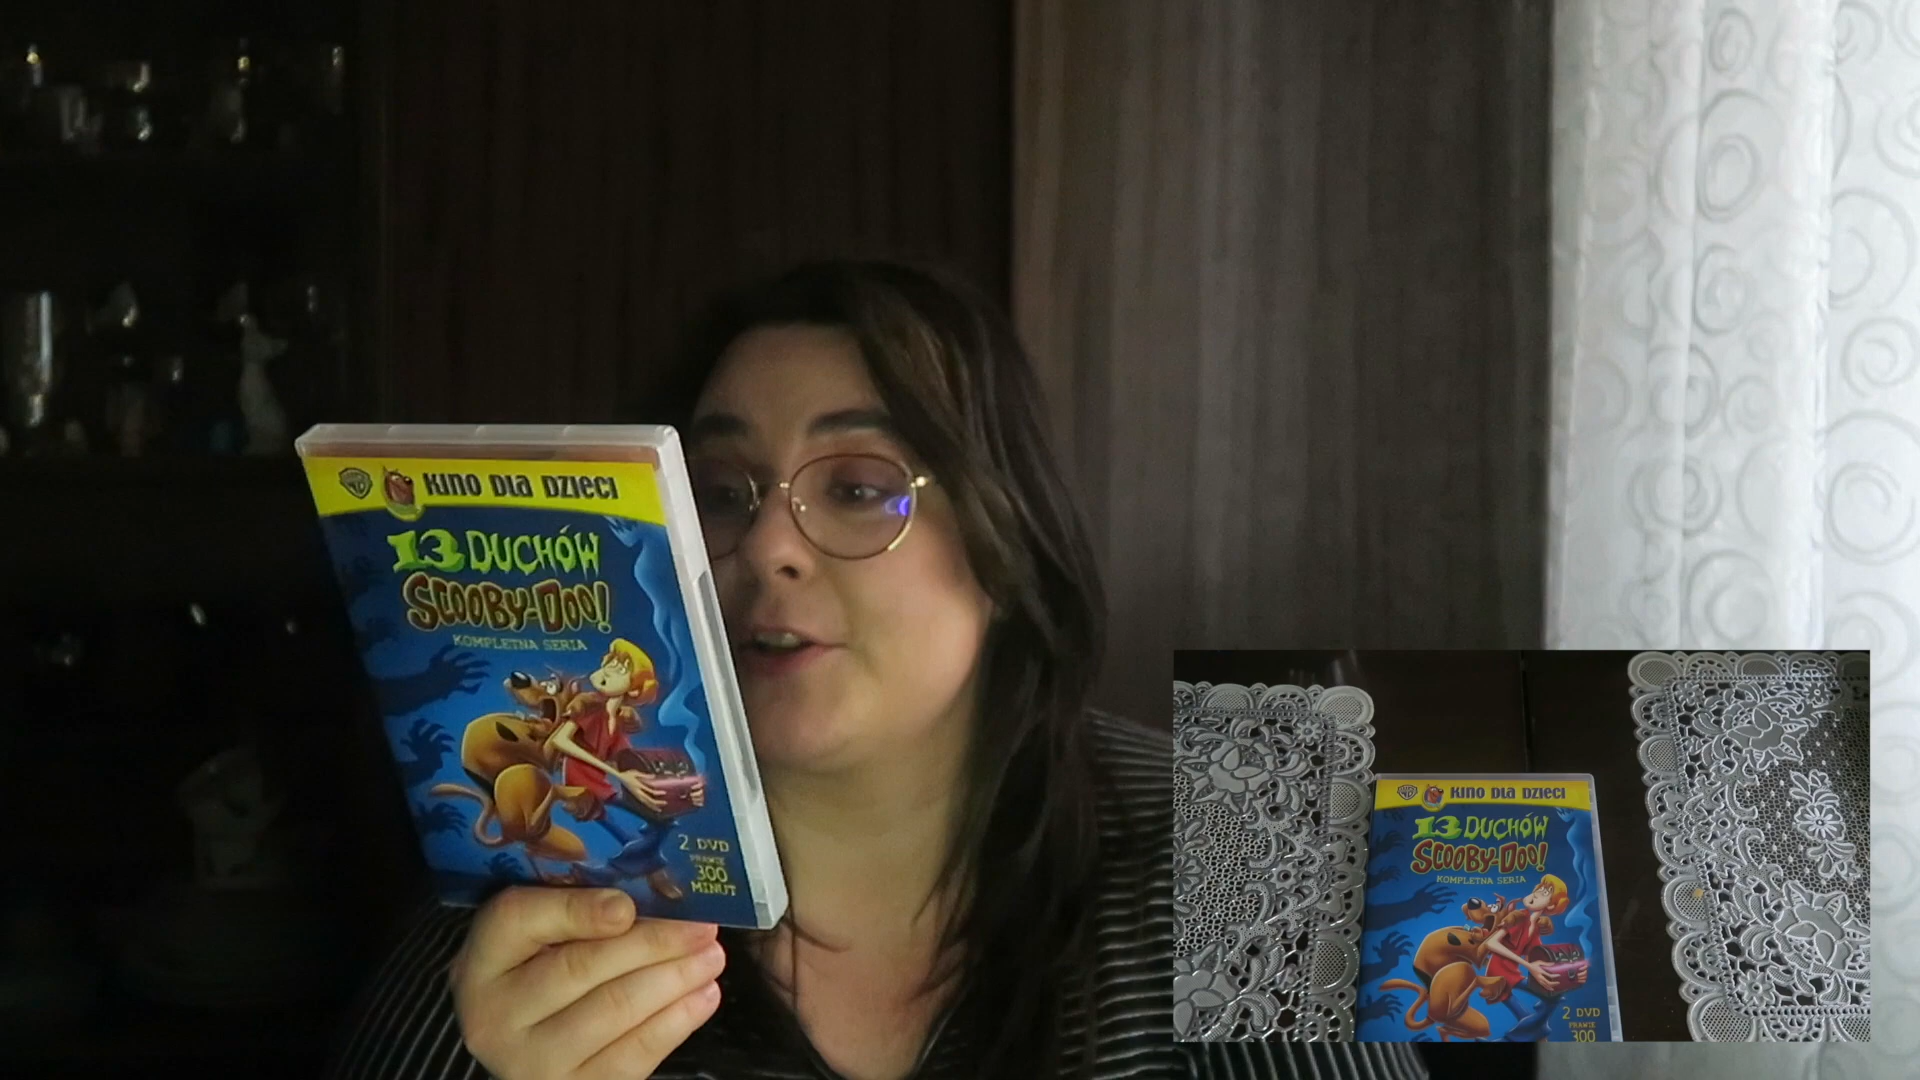 KINO DLA DZIECI
13 DUCHÓW
SCOOBY-DOO!
KOMPLETNA SERIA
2 DVD
PRAWIE
300
MINUT
KINO DLA DZIECI
13 DUCHÓW
SCOOBY-DOO!
KOMPLETNA SERIA
2 DVD
PRAWIE
300